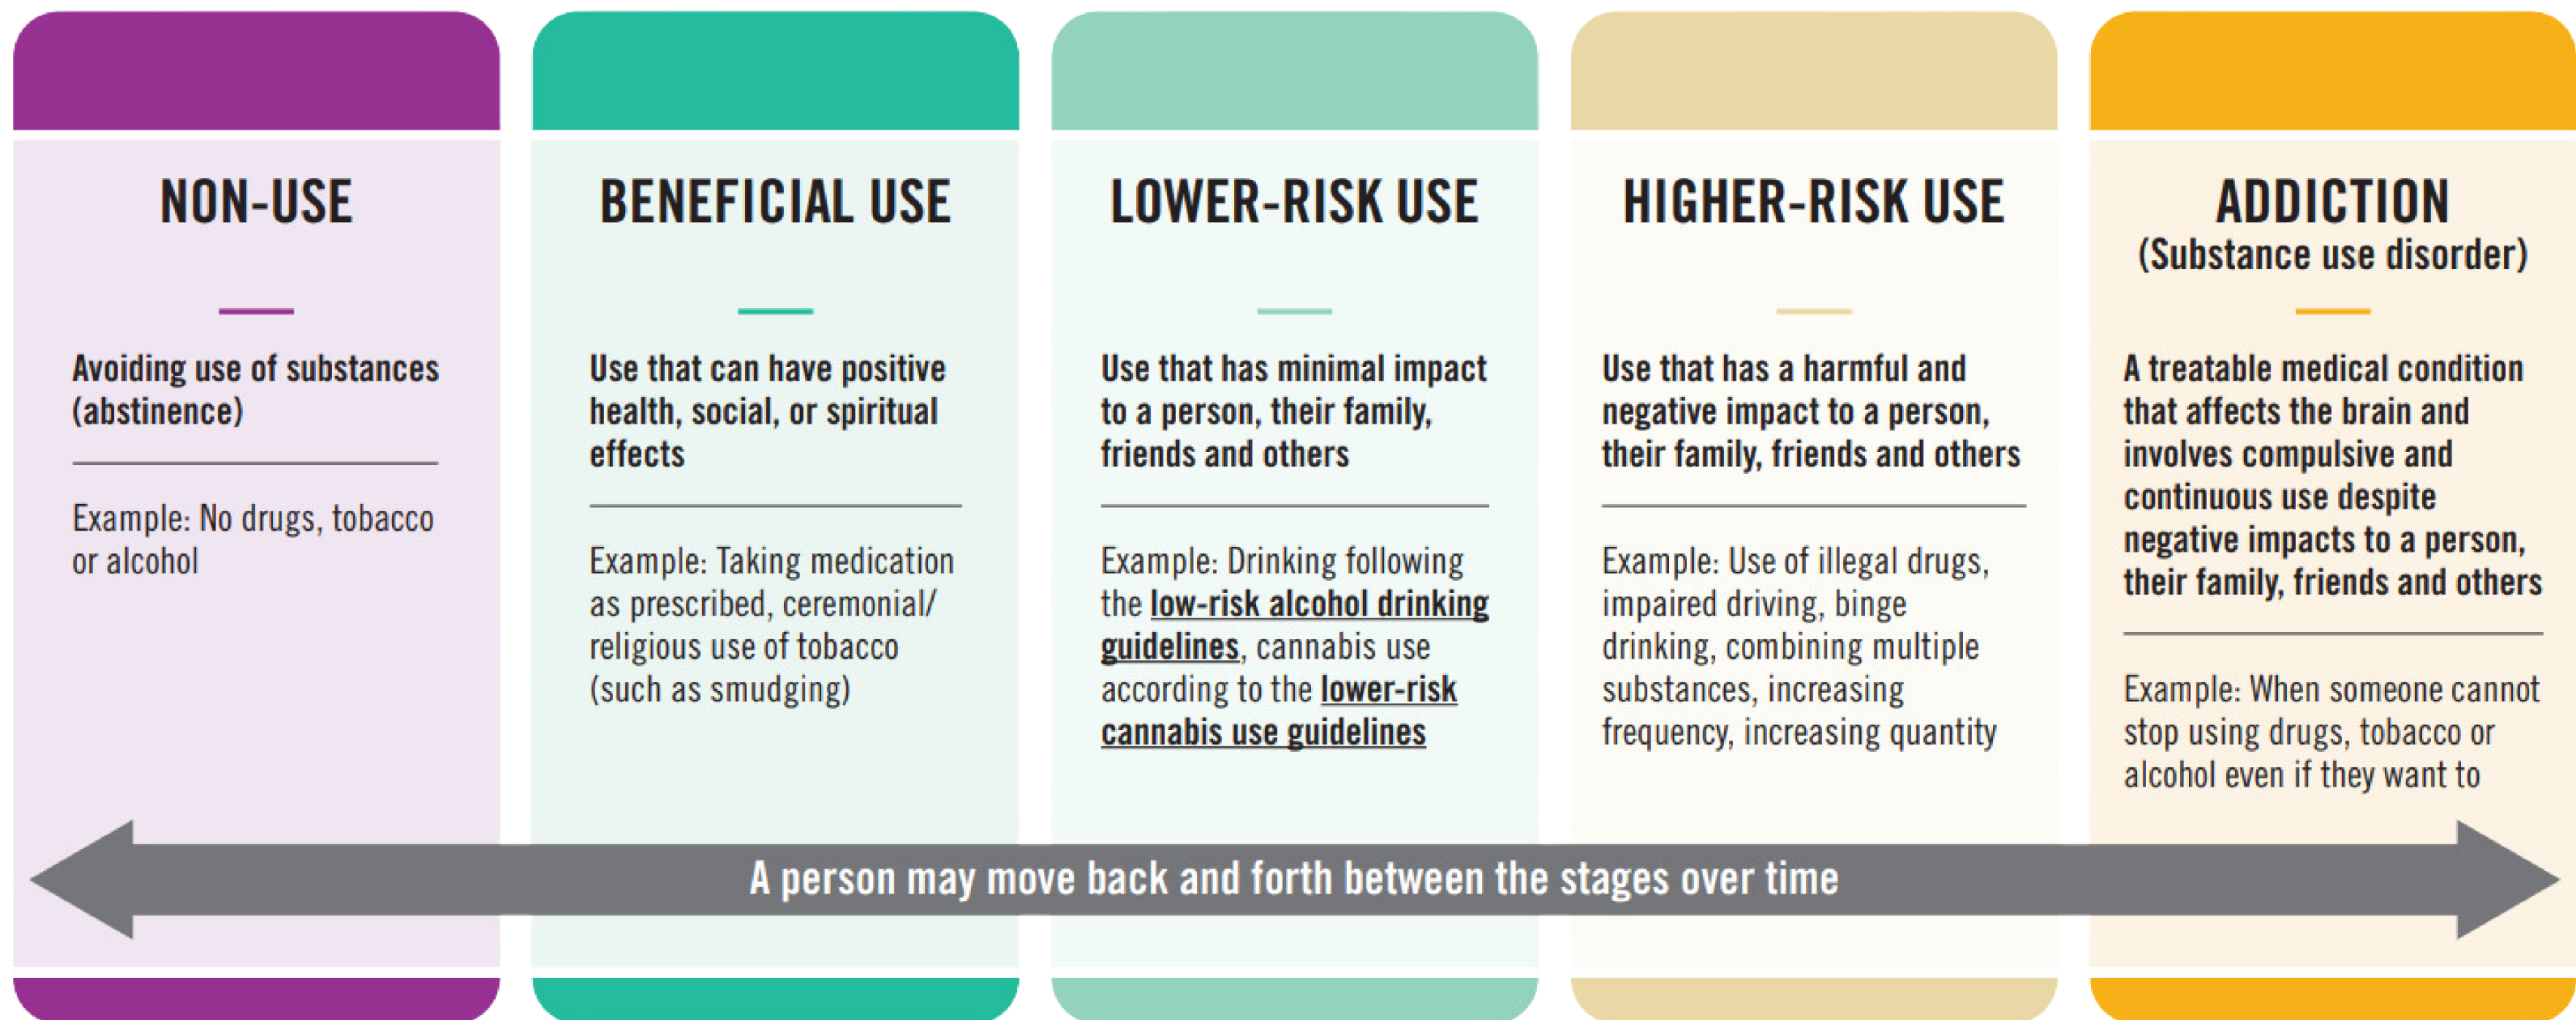 NON-USE
Avoiding use of substances
(abstinence)
Example: No drugs, tobacco
or alcohol
BENEFICIAL USE
Use that can have positive
health, social, or spiritual
effects
Example: Taking medication
as prescribed, ceremonial/
religious use of tobacco
(such as smudging)
LOWER-RISK USE
Use that has minimal impact
to a person, their family,
friends and others
Example: Drinking following
the low-risk alcohol drinking
guidelines, cannabis use
according to the lower-risk
cannabis use guidelines
HIGHER-RISK USE
Use that has a harmful and
negative impact to a person,
their family, friends and others
Example: Use of illegal drugs,
impaired driving, binge
drinking, combining multiple
substances, increasing
frequency, increasing quantity
ADDICTION
(Substance use disorder)
A treatable medical condition
that affects the brain and
involves compulsive and
continuous use despite
negative impacts to a person,
their family, friends and others
Example: When someone cannot
stop using drugs, tobacco or
alcohol even if they want to
A person may move back and forth between the stages over time